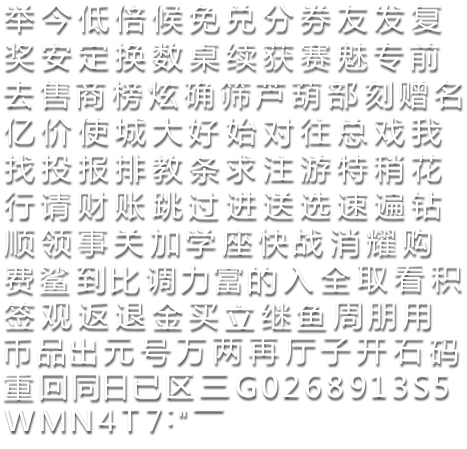 举今低倍候免兑分券友发复
奖安定换数桌续获赛魅专前
去售商榜炫确筛芦葫部刻赠名
亿价使城大好始对往总戏我
找投报排教条求注游特稍花
行请财账跳过进送选速遍钻
顺领事关加学座快战消耀购
费鲨到比调力富的入全取看积
签观返退金买立继鱼周朋用
币品出元号万两再厅子开石码
重回同日已区三G0268913S5
WMN4T7:"一